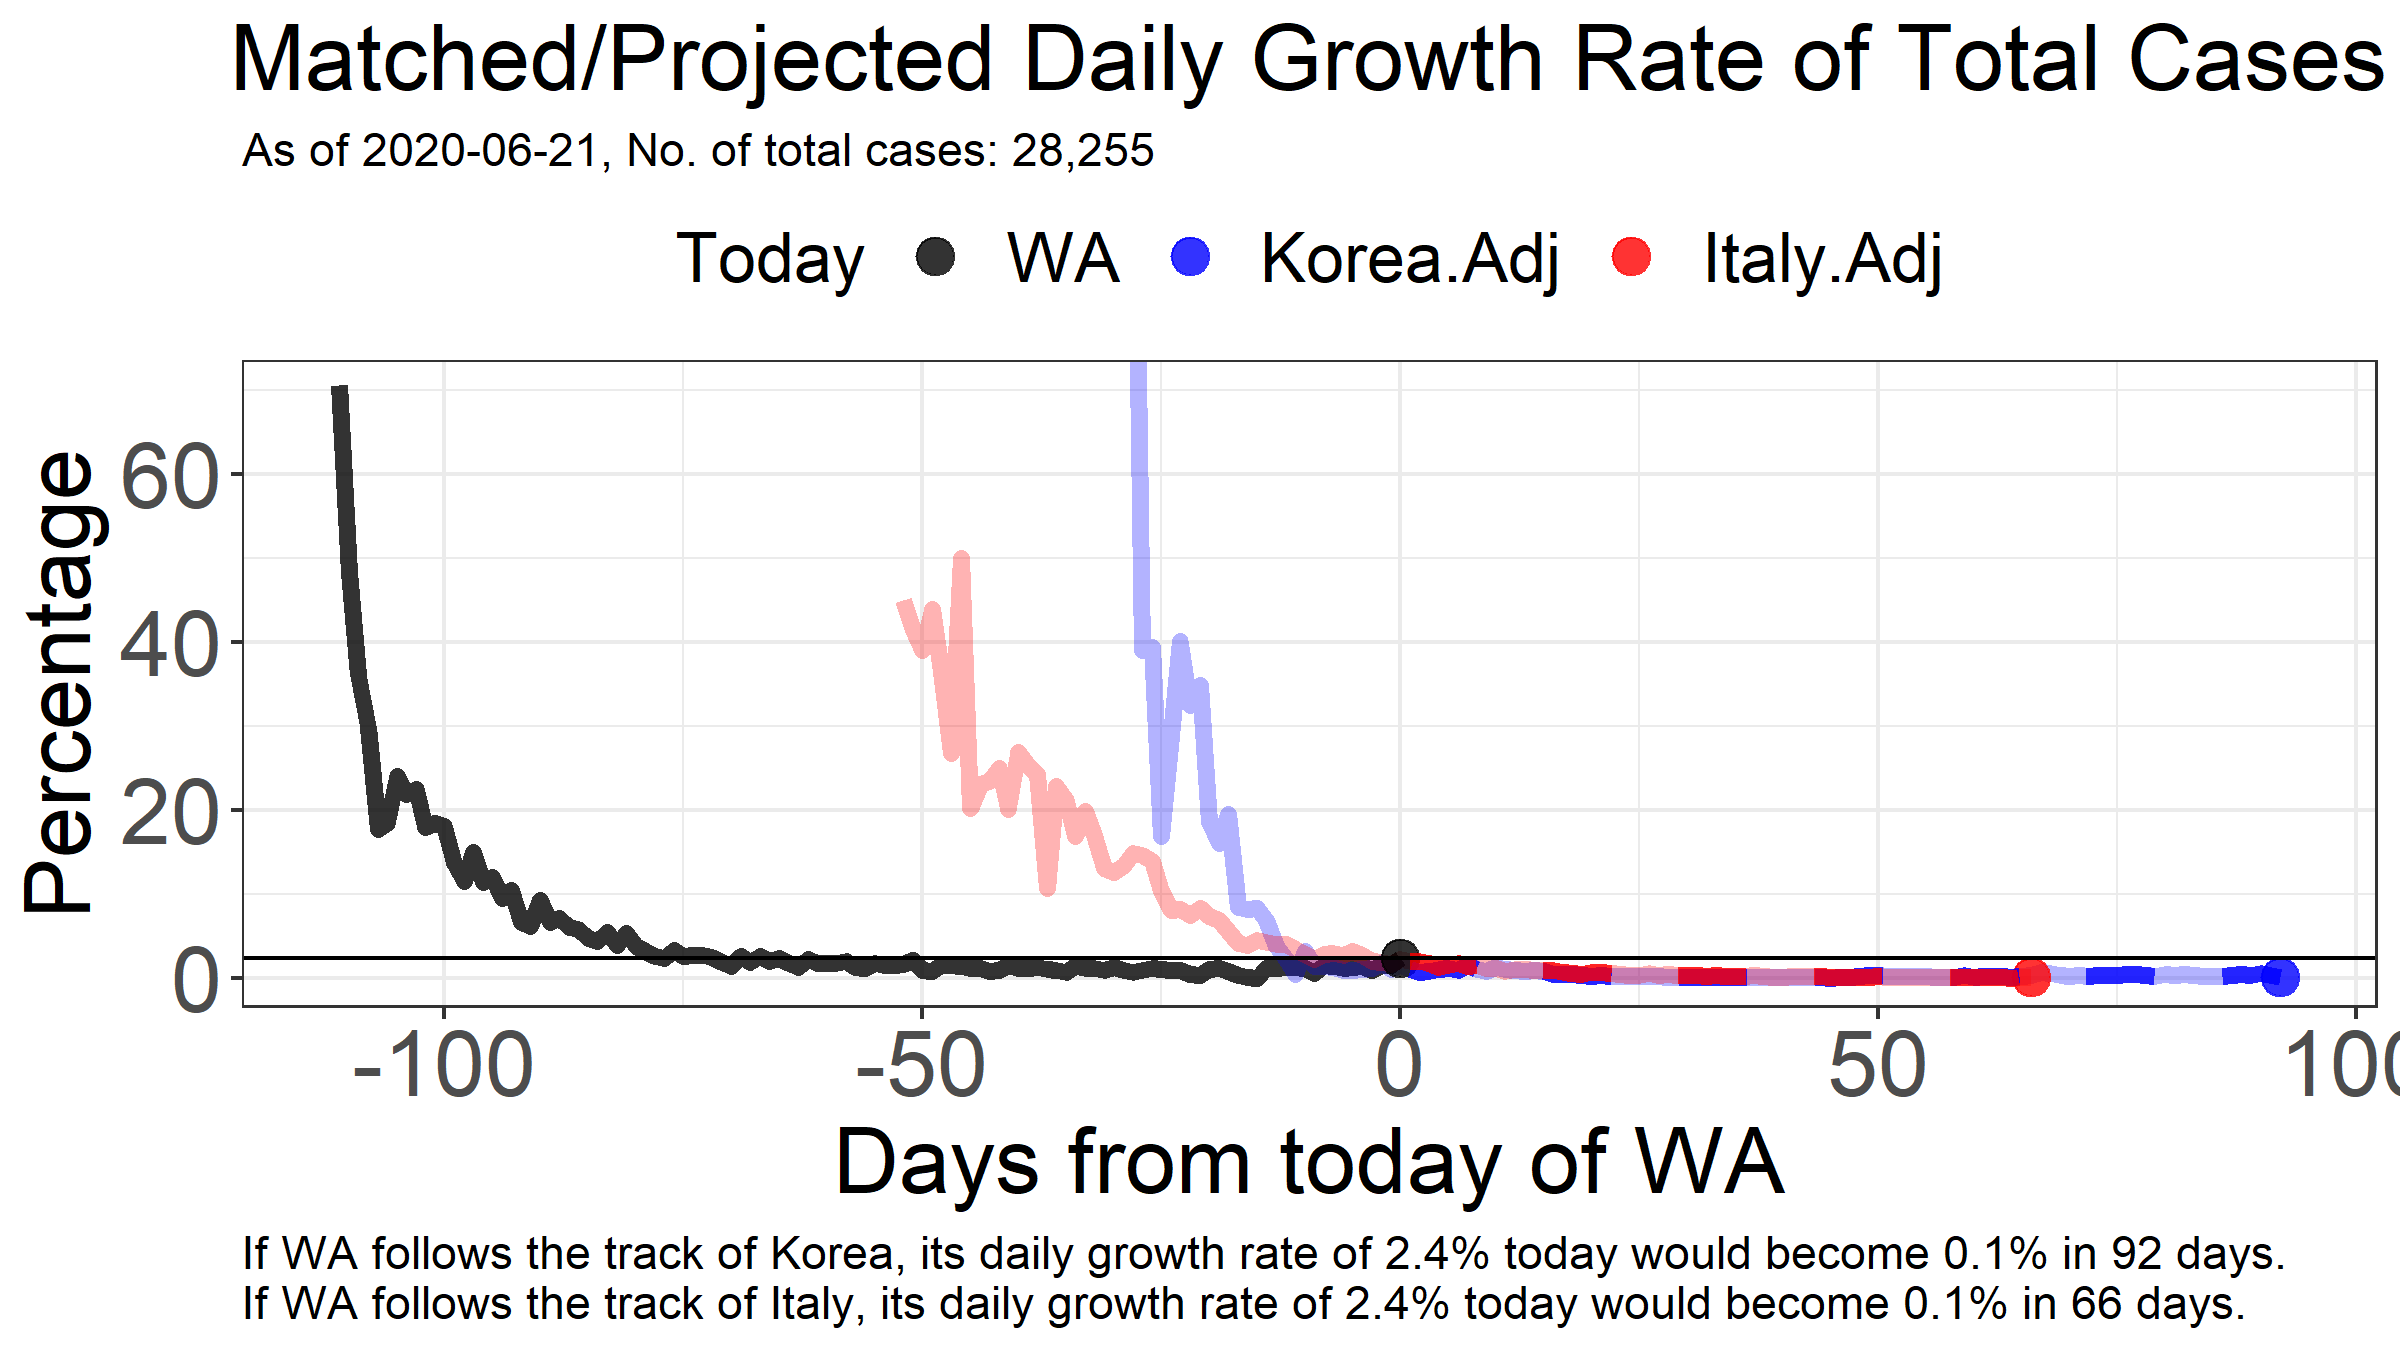 Matched/Projected Daily Growth Rate of Total Cases
As of 2020-06-21, No. of total cases: 28,255
Today WA Korea.Adj Italy.Adj
Percentage
60
40
20
0
-100 -50 0 50 100
Days from today of WA
If WA follows the track of Korea, its daily growth rate of 2.4% today would become 0.1% in 92 days.
If WA follows the track of Italy, its daily growth rate of 2.4% today would become 0.1% in 66 days.